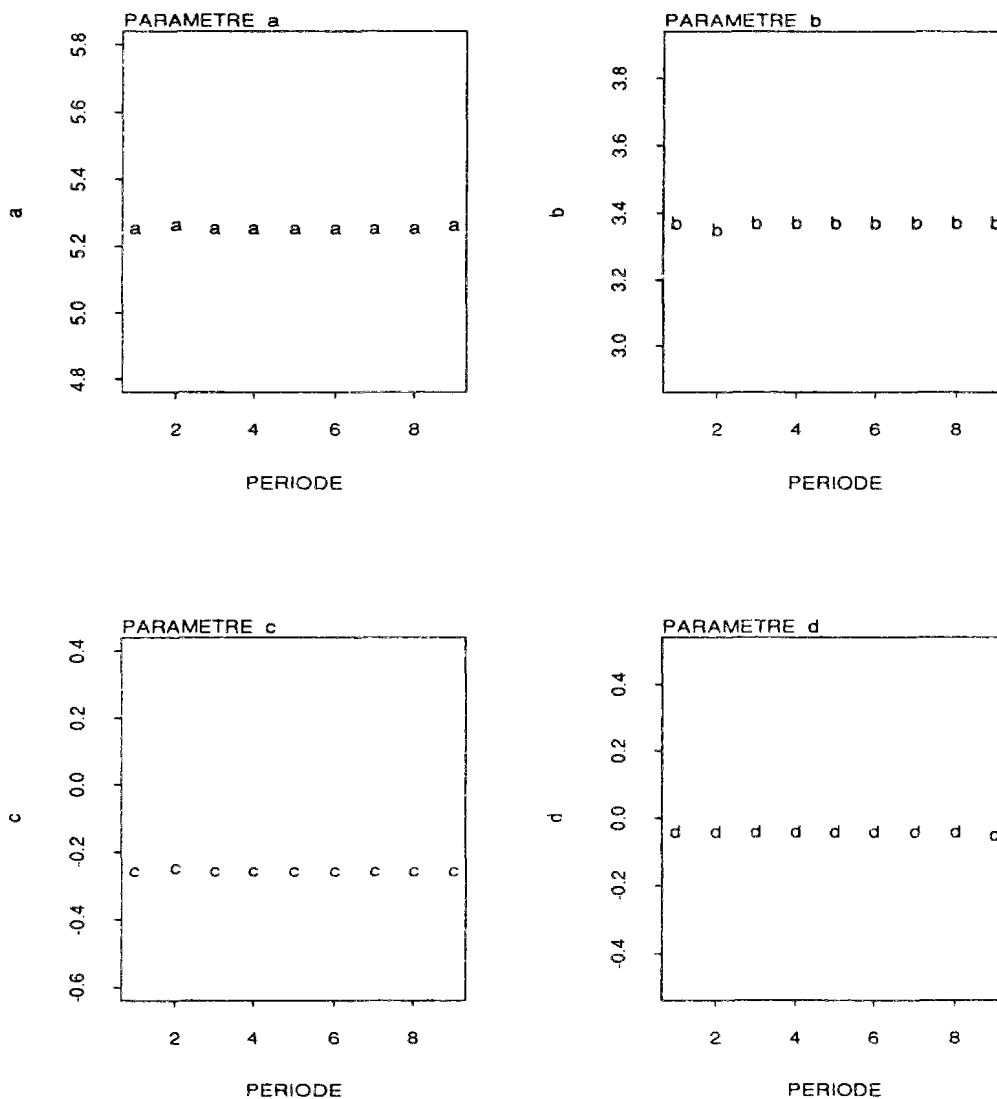 PARAMETRE a
5.8
5.6
5.4
5.2
5.0
4.8
a
a a a a a a a a a
2 4 6 8
PERIODE
PARAMETRE b
3.8
3.6
3.4
3.2
3.0
b
b b b b b b b b b
2 4 6 8
PERIODE
PARAMETRE c
0.4
0.2
0.0
-0.2
-0.4
-0.6
c
c c c c c c c c c
2 4 6 8
PERIODE
PARAMETRE d
0.4
0.2
0.0
-0.2
-0.4
d
d d d d d d d d d
2 4 6 8
PERIODE